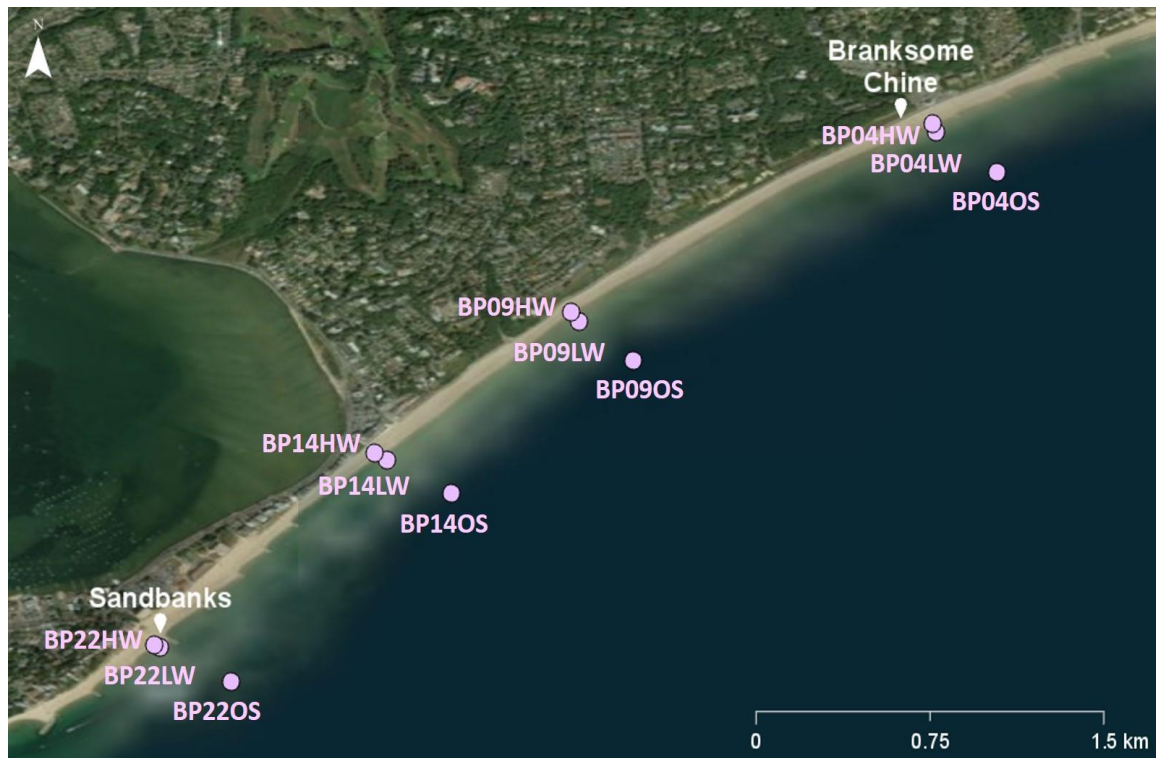 N
Branksome
Chine
BP04HW
BP04LW
BP04OS
BP09HW
BP09LW
BP09OS
BP14HW
BP14LW
BP14OS
Sandbanks
BP22HW
BP22LW
BP22OS
0 0.75 1.5 km